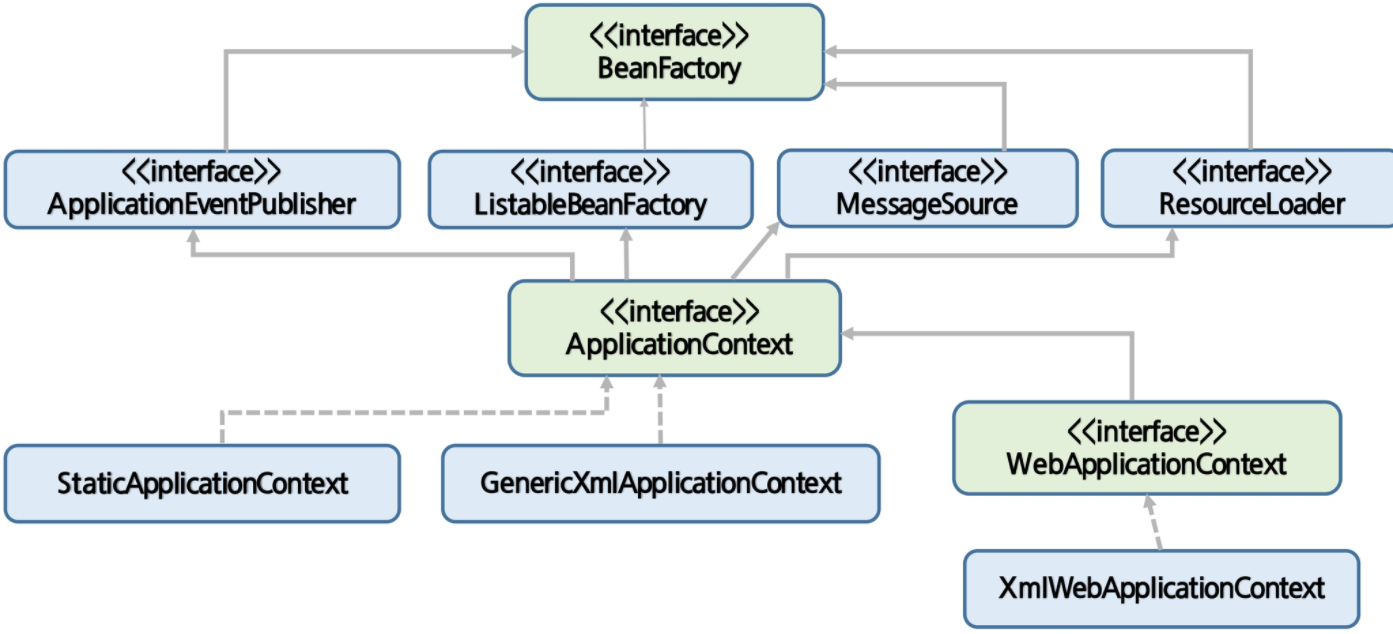 <<interface>>
BeanFactory
<<interface>>
ApplicationEventPublisher
<<interface>>
ListableBeanFactory
<<interface>>
MessageSource
<<interface>>
ResourceLoader
<<interface>>
ApplicationContext
<<interface>>
WebApplicationContext
StaticApplicationContext
GenericXmlApplicationContext
XmlWebApplicationContext